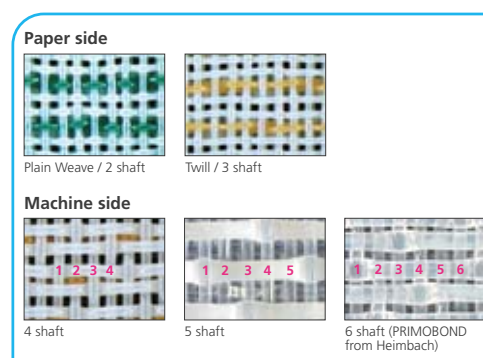 Paper side
Plain Weave / 2 shaft
Twill / 3 shaft
Machine side
1 2 3 4
1 2 3 4 5
1 2 3 4 5 6
4 shaft
5 shaft
6 shaft (PRIMOBOND
from Heimbach)